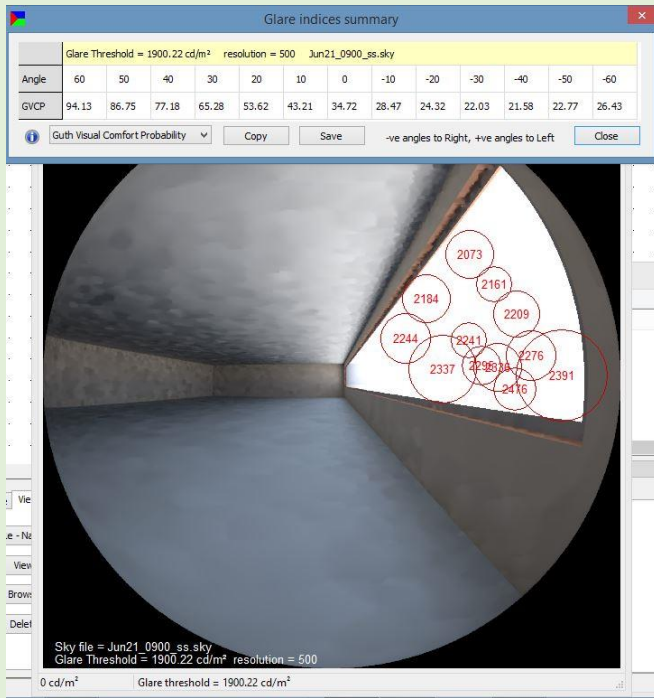 Glare indices summary
Glare Threshold = 1900.22 cd/m² resolution = 500 Jun21_0900_ss.sky
Angle 60 50 40 30 20 10 0 -10 -20 -30 -40 -50 -60
GVCP 94.13 86.75 77.18 65.28 53.62 43.21 34.72 28.47 24.32 22.03 21.58 22.77 26.43
Guth Visual Comfort Probability Copy Save -ve angles to Right, +ve angles to Left Close
2073
2161
2184
2209
2244 2241
2276
2337 2391
2476
Vie
View
Brows
Delet
Sky file = Jun21_0900_ss.sky
Glare Threshold = 1900.22 cd/m² resolution = 500
0 cd/m² Glare threshold = 1900.22 cd/m²